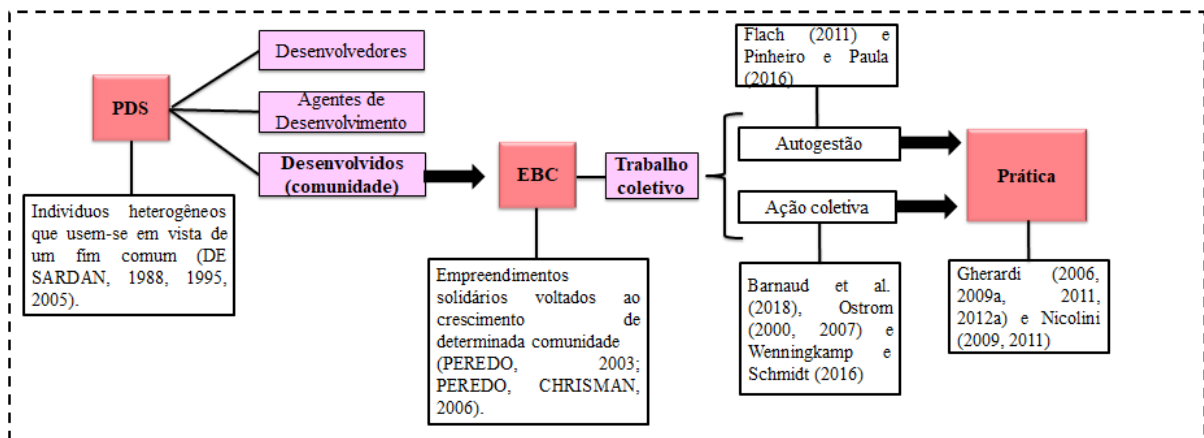 PDS
Indivíduos heterogêneos
que usem-se em vista de
um fim comum (DE
SARDAN, 1988, 1995,
2005).
Desenvolvedores
Agentes de
Desenvolvimento
Desenvolvidos
(comunidade)
EBC
Empreendimentos
solidários voltados ao
crescimento de
determinada comunidade
(PEREDO, 2003;
PEREDO, CHRISMAN,
2006).
Trabalho
coletivo
Flach (2011) e
Pinheiro e Paula
(2016)
Autogestão
Ação coletiva
Barnaud et al.
(2018), Ostrom
(2000, 2007) e
Wenningkamp e
Schmidt (2016)
Prática
Gherardi (2006,
2009a, 2011,
2012a) e Nicolini
(2009, 2011)